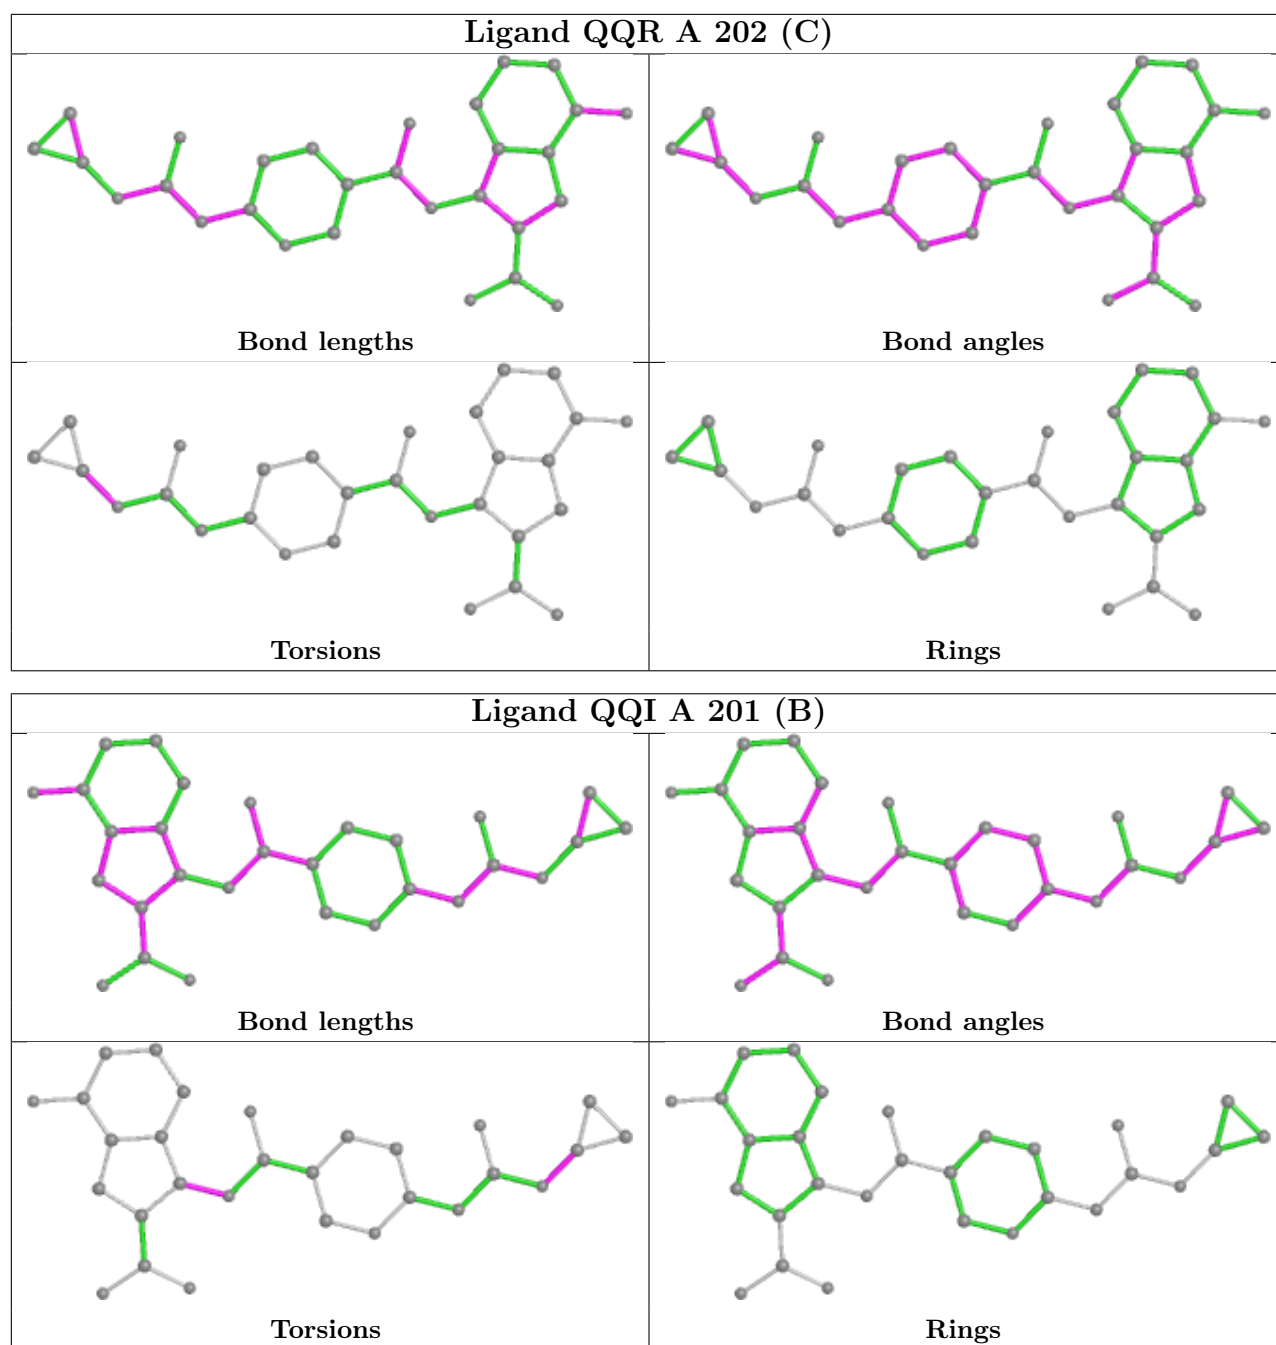 Ligand QQR A 202 (C)
Bond lengths
Bond angles
Torsions
Rings
Ligand QQI A 201 (B)
Bond lengths
Bond angles
Torsions
Rings